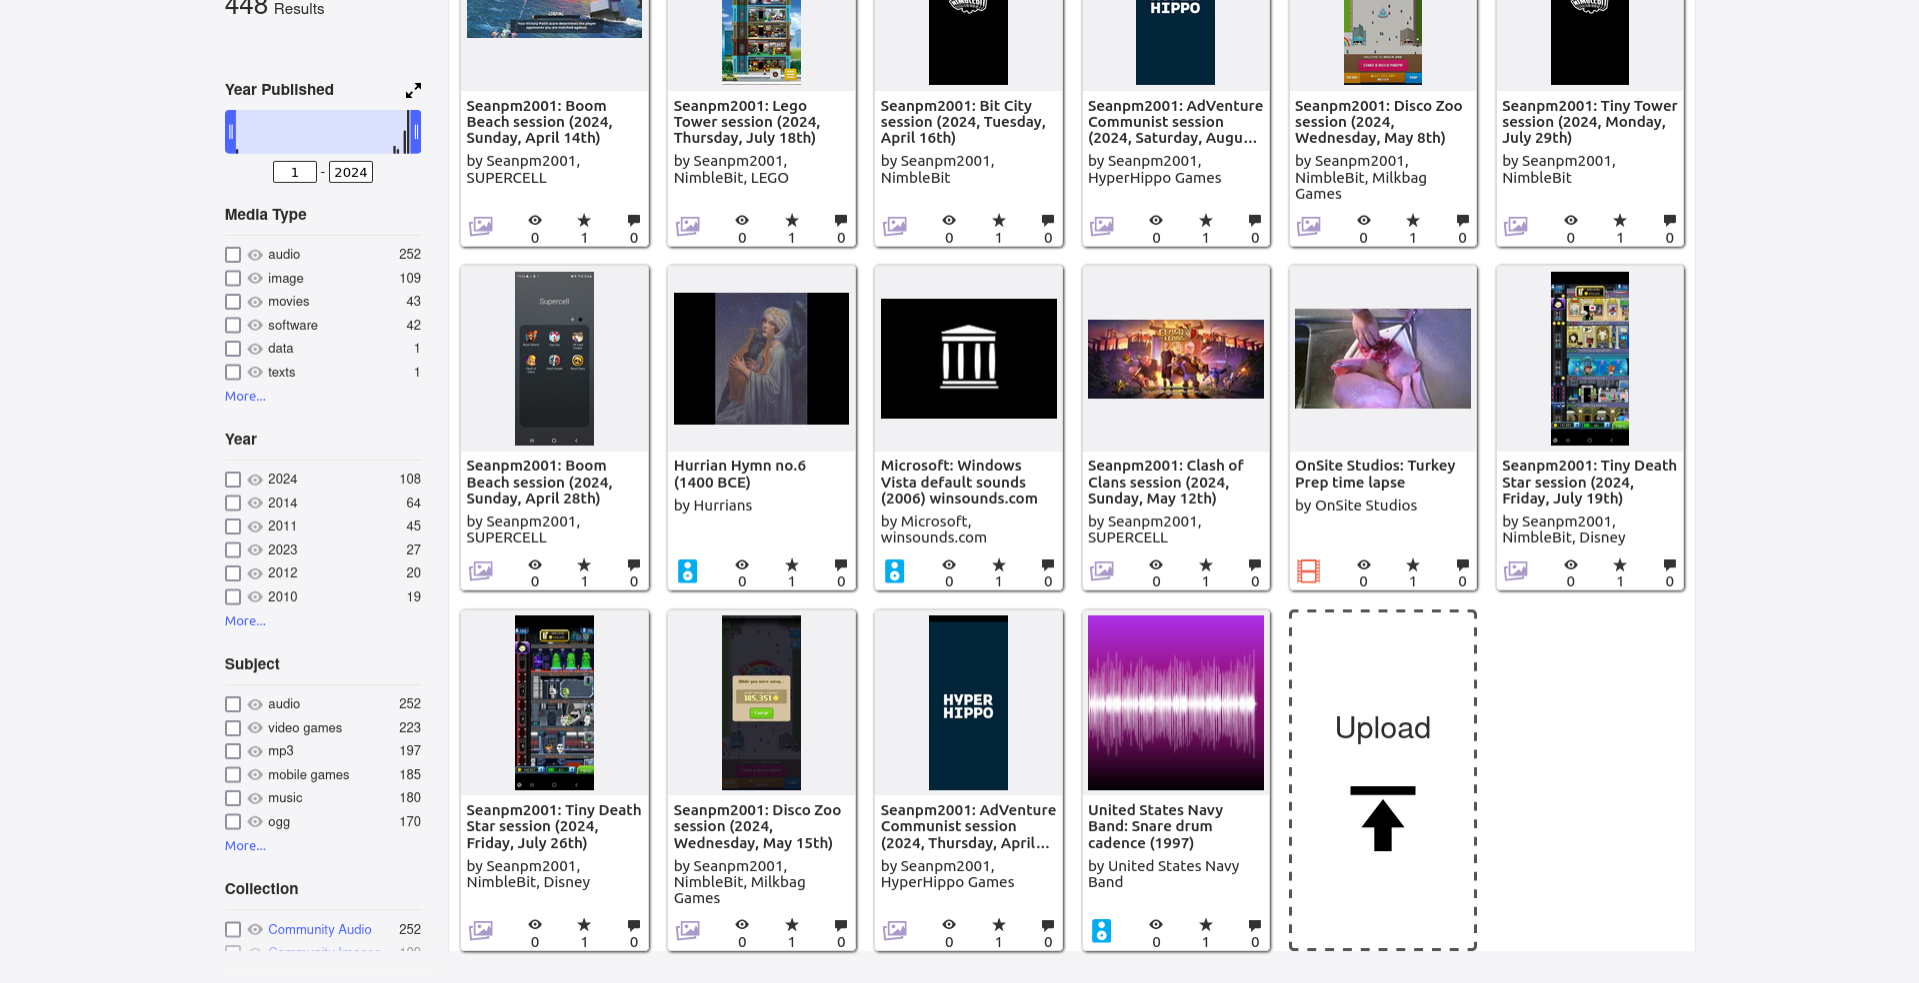 448 Results
Year Published
1 - 2024
Media Type
audio 252
image 109
movies 43
software 42
data 1
texts 1
More...
Year
2024 108
2014 64
2011 45
2023 27
2012 20
2010 19
More...
Subject
audio 252
video games 223
mp3 197
mobile games 185
music 180
ogg 170
More...
Collection
Community Audio 252
HIPPO
Seanpm2001: Boom
Beach session (2024,
Sunday, April 14th)
by Seanpm2001,
SUPERCELL
0 1 0
Seanpm2001: Lego
Tower session (2024,
Thursday, July 18th)
by Seanpm2001,
NimbleBit, LEGO
0 1 0
Seanpm2001: Bit City
session (2024, Tuesday,
April 16th)
by Seanpm2001,
NimbleBit
0 1 0
Seanpm2001: AdVenture
Communist session
(2024, Saturday, Augu...
by Seanpm2001,
HyperHippo Games
0 1 0
Seanpm2001: Disco Zoo
session (2024,
Wednesday, May 8th)
by Seanpm2001,
NimbleBit, Milkbag
Games
0 1 0
Seanpm2001: Tiny Tower
session (2024, Monday,
July 29th)
by Seanpm2001,
NimbleBit
0 1 0
Supercell
Seanpm2001: Boom
Beach session (2024,
Sunday, April 28th)
by Seanpm2001,
SUPERCELL
0 1 0
Hurrian Hymn no.6
(1400 BCE)
by Hurrians
0 1 0
Microsoft: Windows
Vista default sounds
(2006) winsounds.com
by Microsoft,
winsounds.com
0 1 0
Seanpm2001: Clash of
Clans session (2024,
Sunday, May 12th)
by Seanpm2001,
SUPERCELL
0 1 0
OnSite Studios: Turkey
Prep time lapse
by OnSite Studios
0 1 0
Seanpm2001: Tiny Death
Star session (2024,
Friday, July 19th)
by Seanpm2001,
NimbleBit, Disney
0 1 0
Seanpm2001: Tiny Death
Star session (2024,
Friday, July 26th)
by Seanpm2001,
NimbleBit, Disney
0 1 0
While you were away...
185,351
Seanpm2001: Disco Zoo
session (2024,
Wednesday, May 15th)
by Seanpm2001,
NimbleBit, Milkbag
Games
0 1 0
HYPER
HIPPO
Seanpm2001: AdVenture
Communist session
(2024, Thursday, April...
by Seanpm2001,
HyperHippo Games
0 1 0
United States Navy
Band: Snare drum
cadence (1997)
by United States Navy
Band
0 1 0
Upload